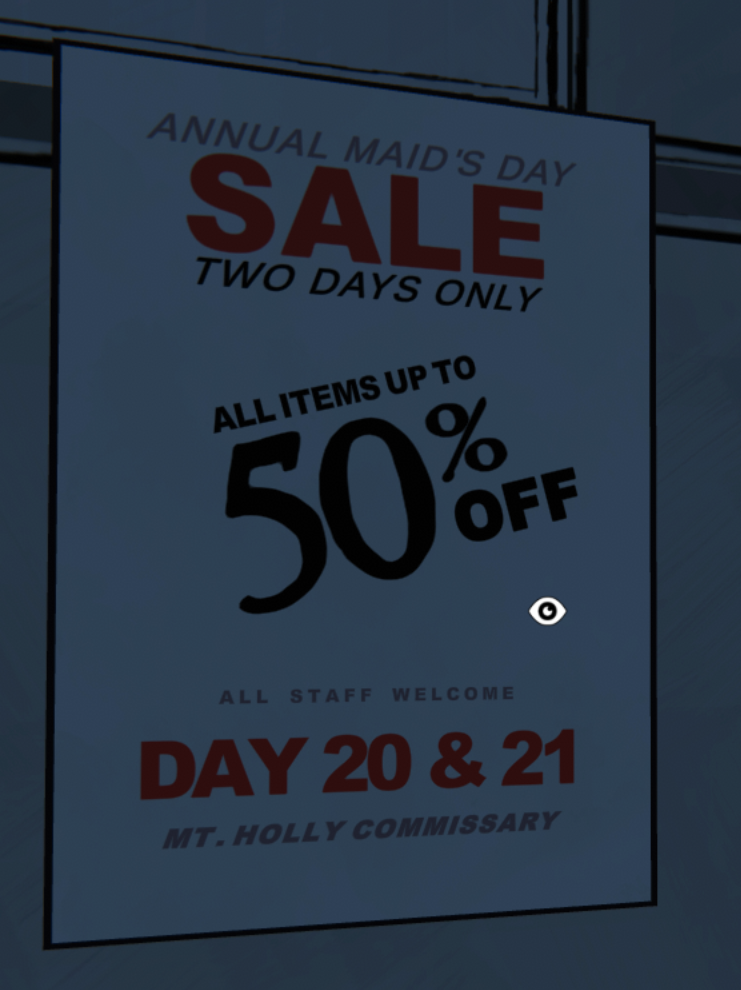 ANNUAL MAID'S DAY
SALE
TWO DAYS ONLY
ALL ITEMS UP TO
50%
OFF
ALL STAFF WELCOME
DAY 20 & 21
MT. HOLLY COMMISSARY